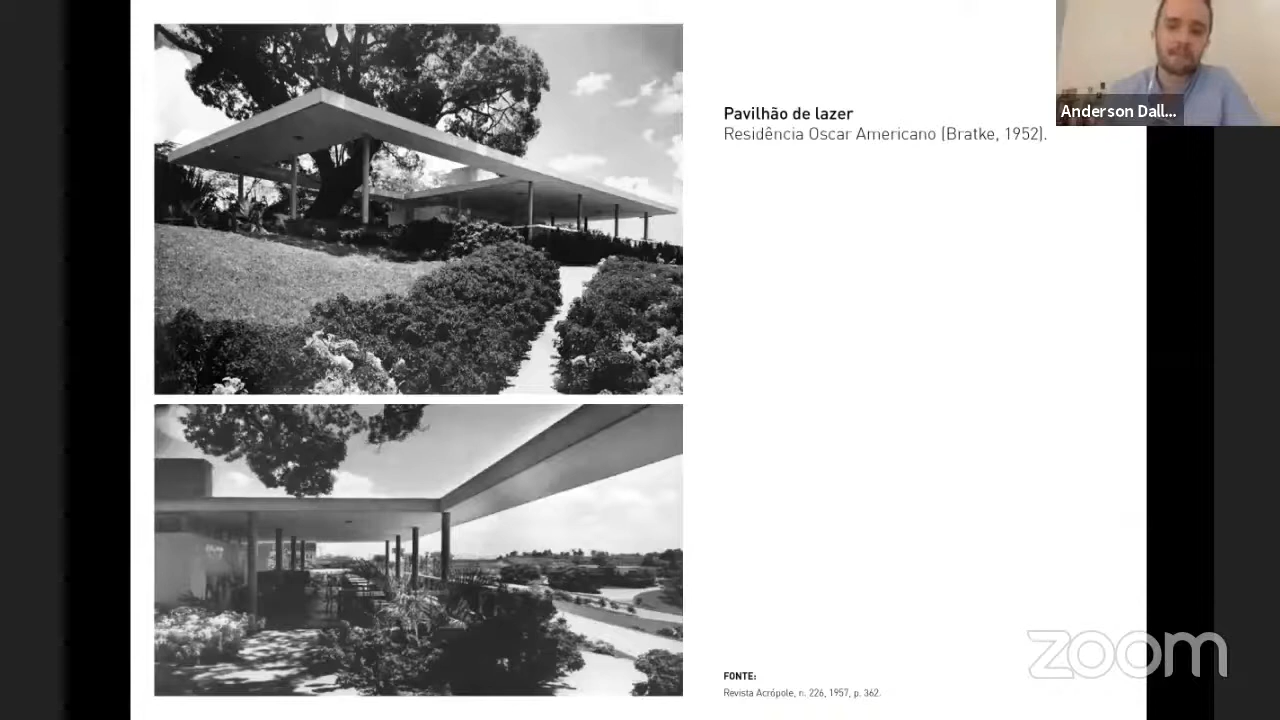 Pavilhão de lazer
Residência Oscar Americano (Bratke, 1952).
Anderson Dall...
zoom
FONTE:
Revista Acrópole, n. 226, 1957, p. 362.